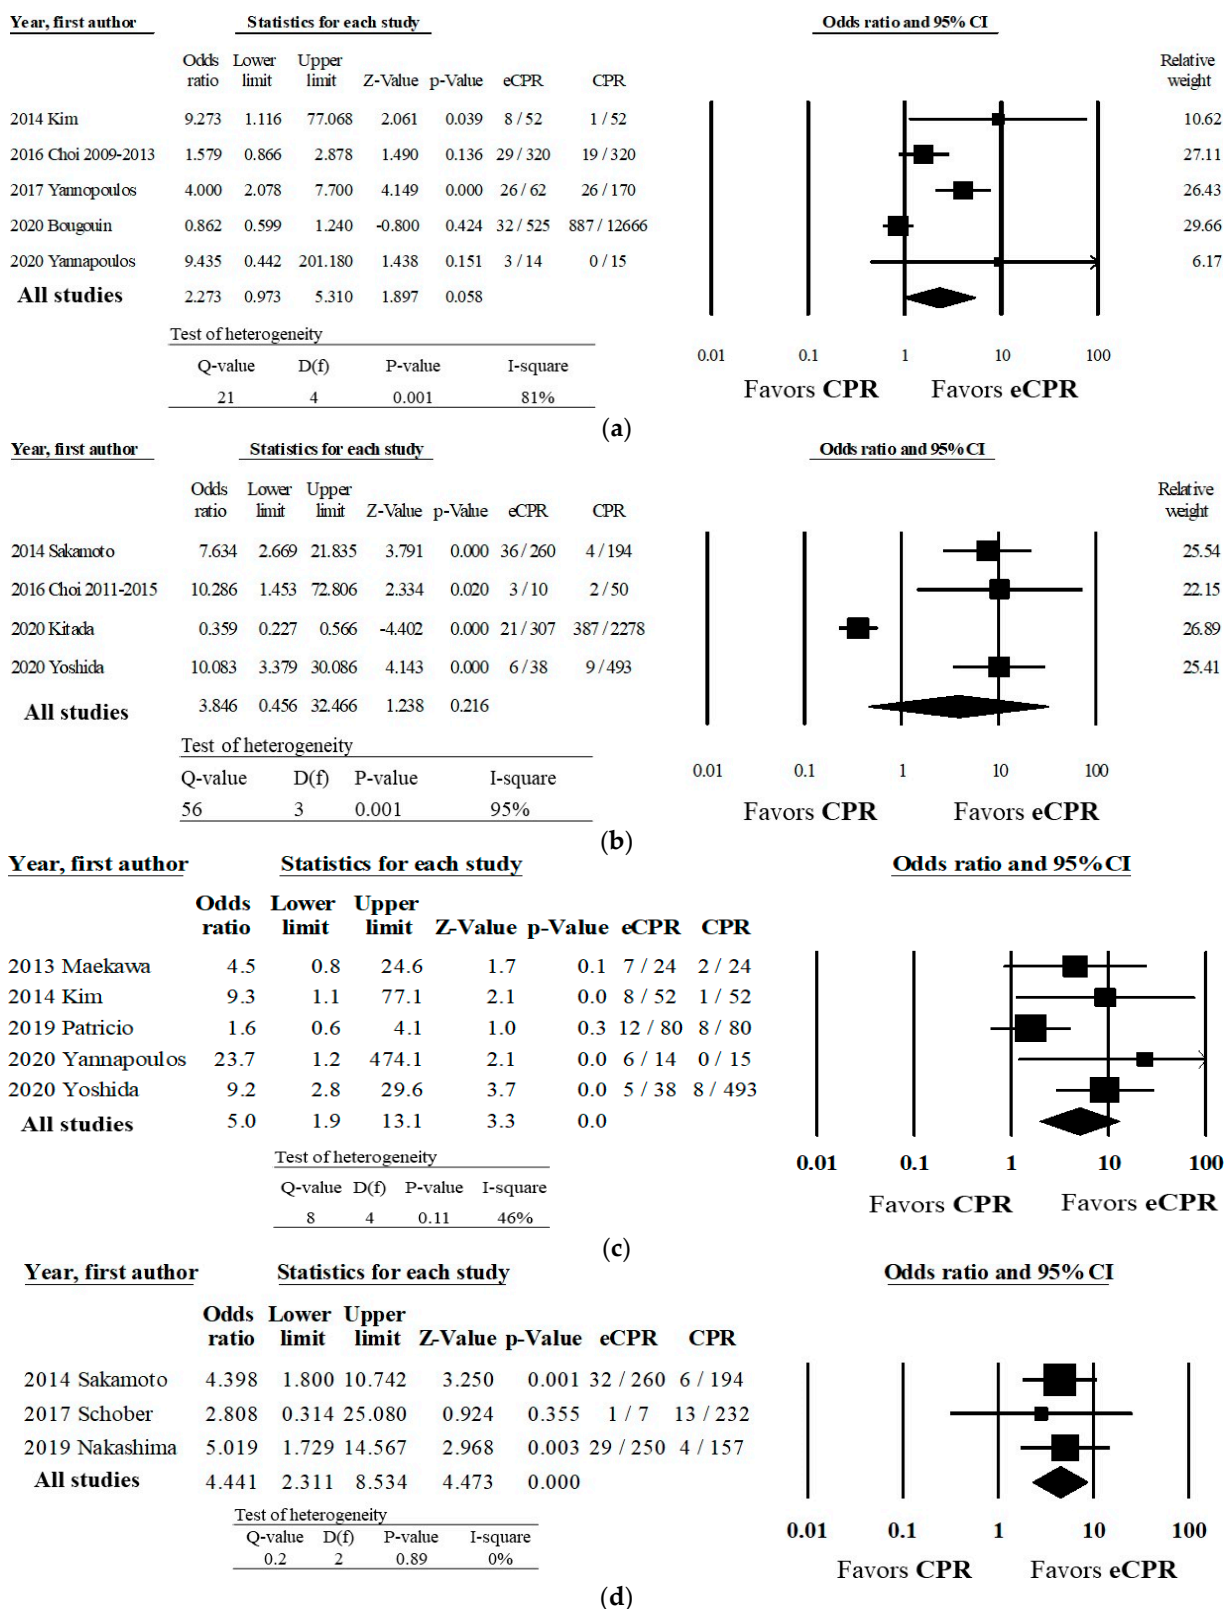 Year, first author Statistics for each study Odds ratio and 95% CI
Odds ratio Lower limit Upper limit Z-Value p-Value eCPR CPR Relative weight
2014 Kim 9.273 1.116 77.068 2.061 0.039 8 / 52 1 / 52 10.62
2016 Choi 2009-2013 1.579 0.866 2.878 1.490 0.136 29 / 320 19 / 320 27.11
2017 Yannopoulos 4.000 2.078 7.700 4.149 0.000 26 / 62 26 / 170 26.43
2020 Bougouin 0.862 0.599 1.240 -0.800 0.424 32 / 525 887 / 12666 29.66
2020 Yannapoulos 9.435 0.442 201.180 1.438 0.151 3 / 14 0 / 15 6.17
All studies 2.273 0.973 5.310 1.897 0.058
Test of heterogeneity
Q-value D(f) P-value I-square
21 4 0.001 81%
0.01 0.1 1 10 100
Favors CPR Favors eCPR
(a)
Year, first author Statistics for each study Odds ratio and 95% CI
Odds ratio Lower limit Upper limit Z-Value p-Value eCPR CPR Relative weight
2014 Sakamoto 7.634 2.669 21.835 3.791 0.000 36 / 260 4 / 194 25.54
2016 Choi 2011-2015 10.286 1.453 72.806 2.334 0.020 3 / 10 2 / 50 22.15
2020 Kitada 0.359 0.227 0.566 -4.402 0.000 21 / 307 387 / 2278 26.89
2020 Yoshida 10.083 3.379 30.086 4.143 0.000 6 / 38 9 / 493 25.41
All studies 3.846 0.456 32.466 1.238 0.216
Test of heterogeneity
Q-value D(f) P-value I-square
56 3 0.001 95%
0.01 0.1 1 10 100
Favors CPR Favors eCPR
(b)
Year, first author Statistics for each study Odds ratio and 95% CI
Odds ratio Lower limit Upper limit Z-Value p-Value eCPR CPR
2013 Maekawa 4.5 0.8 24.6 1.7 0.1 7 / 24 2 / 24
2014 Kim 9.3 1.1 77.1 2.1 0.0 8 / 52 1 / 52
2019 Patricio 1.6 0.6 4.1 1.0 0.3 12 / 80 8 / 80
2020 Yannapoulos 23.7 1.2 474.1 2.1 0.0 6 / 14 0 / 15
2020 Yoshida 9.2 2.8 29.6 3.7 0.0 5 / 38 8 / 493
All studies 5.0 1.9 13.1 3.3 0.0
Test of heterogeneity
Q-value D(f) P-value I-square
8 4 0.11 46%
0.01 0.1 1 10 100
Favors CPR Favors eCPR
(c)
Year, first author Statistics for each study Odds ratio and 95% CI
Odds ratio Lower limit Upper limit Z-Value p-Value eCPR CPR
2014 Sakamoto 4.398 1.800 10.742 3.250 0.001 32 / 260 6 / 194
2017 Schober 2.808 0.314 25.080 0.924 0.355 1 / 7 13 / 232
2019 Nakashima 5.019 1.729 14.567 2.968 0.003 29 / 250 4 / 157
All studies 4.441 2.311 8.534 4.473 0.000
Test of heterogeneity
Q-value D(f) P-value I-square
0.2 2 0.89 0%
0.01 0.1 1 10 100
Favors CPR Favors eCPR
(d)